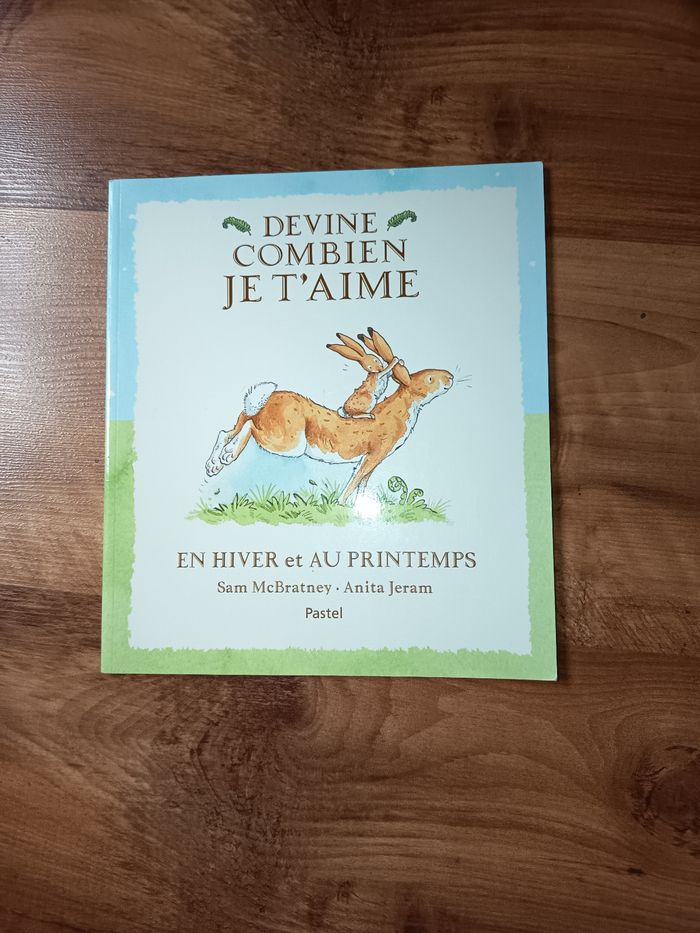 DEVINE
COMBIEN
JE T'AIME
EN HIVER et AU PRINTEMPS
Sam McBratney · Anita Jeram
Pastel